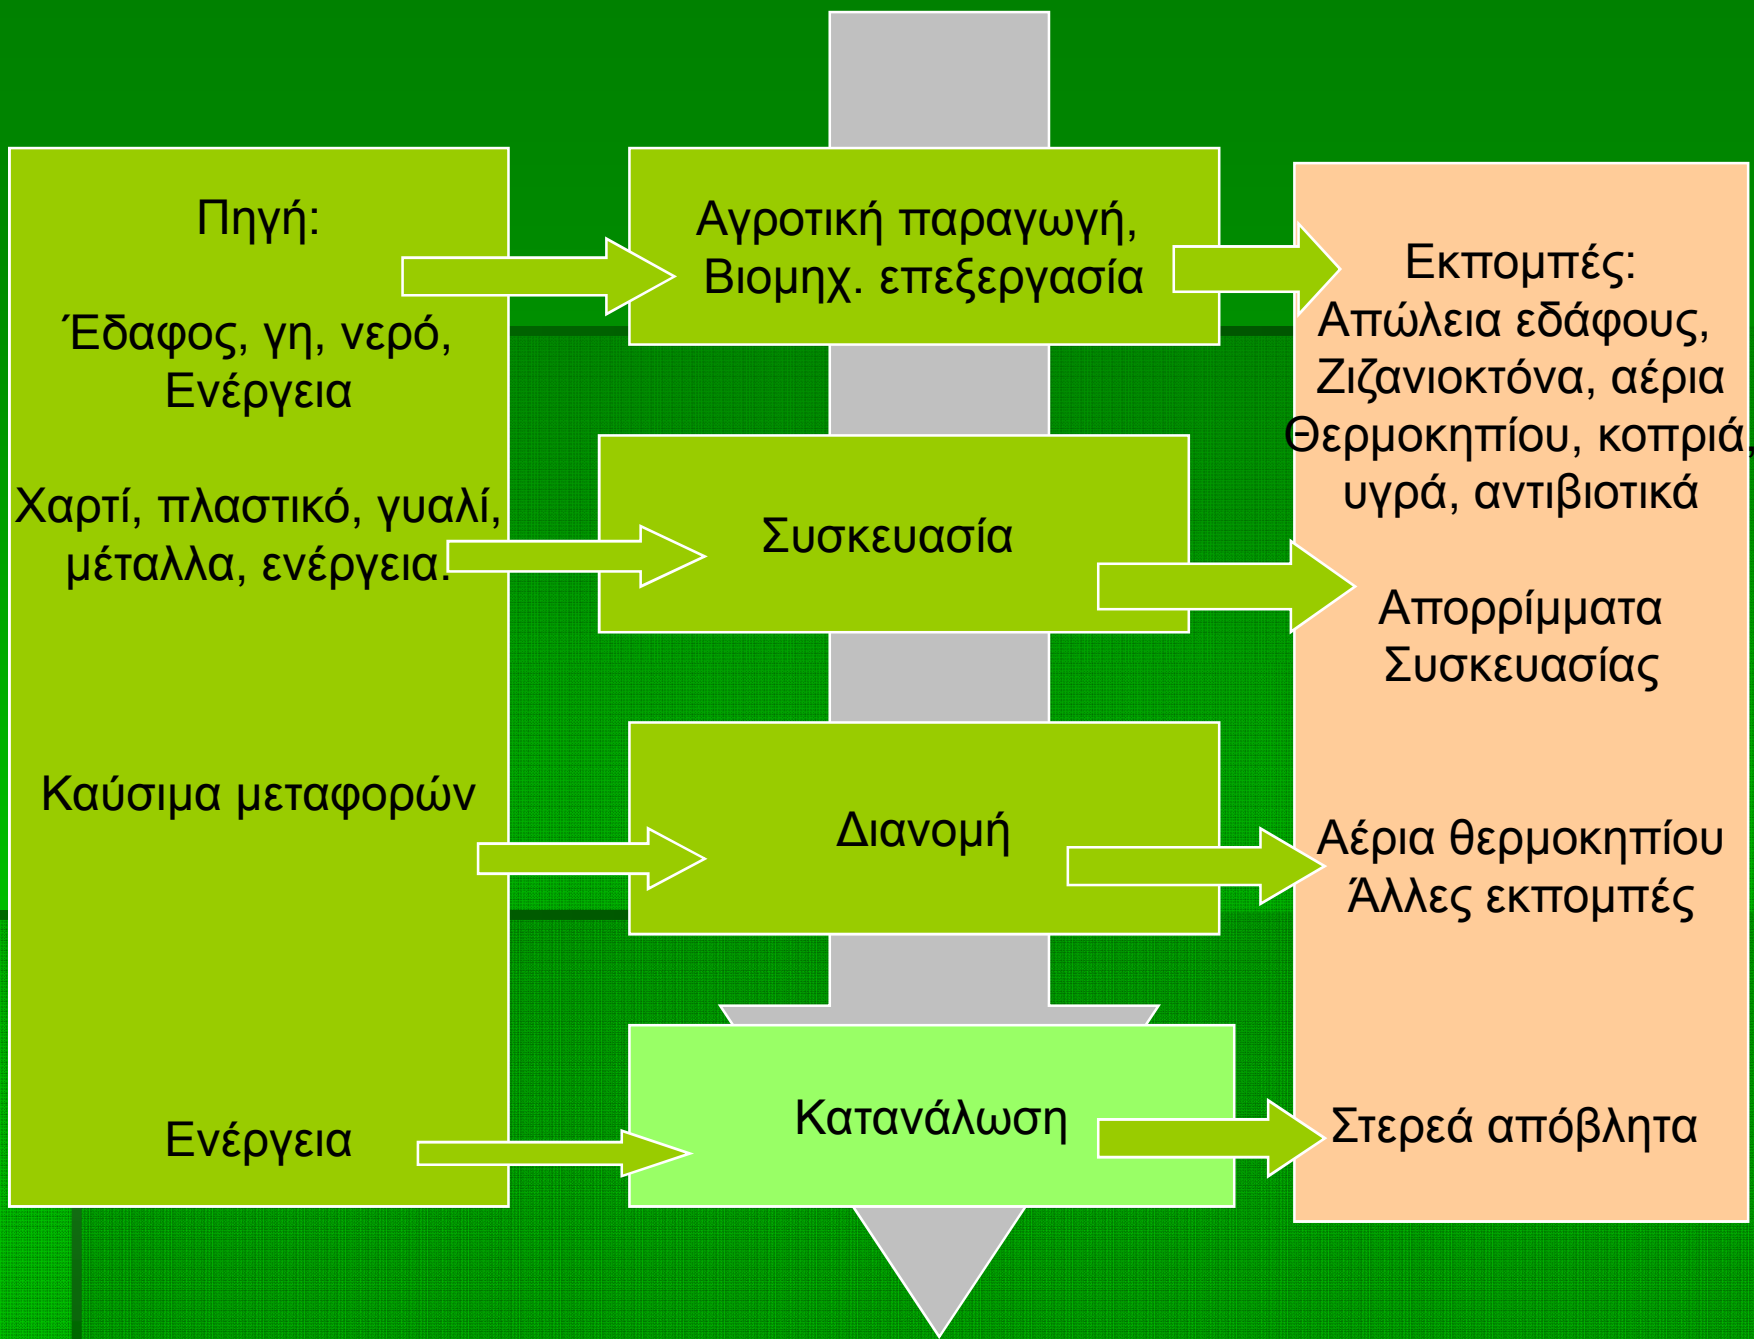 Πηγή:
Έδαφος, γη, νερό,
Ενέργεια
Χαρτί, πλαστικό, γυαλί,
μέταλλα, ενέργεια.
Καύσιμα μεταφορών
Ενέργεια
Αγροτική παραγωγή,
Βιομηχ. επεξεργασία
Συσκευασία
Διανομή
Κατανάλωση
Εκπομπές:
Απώλεια εδάφους,
Ζιζανιοκτόνα, αέρια
Θερμοκηπίου, κοπριά,
υγρά, αντιβιοτικά
Απορρίμματα
Συσκευασίας
Αέρια θερμοκηπίου
Άλλες εκπομπές
Στερεά απόβλητα